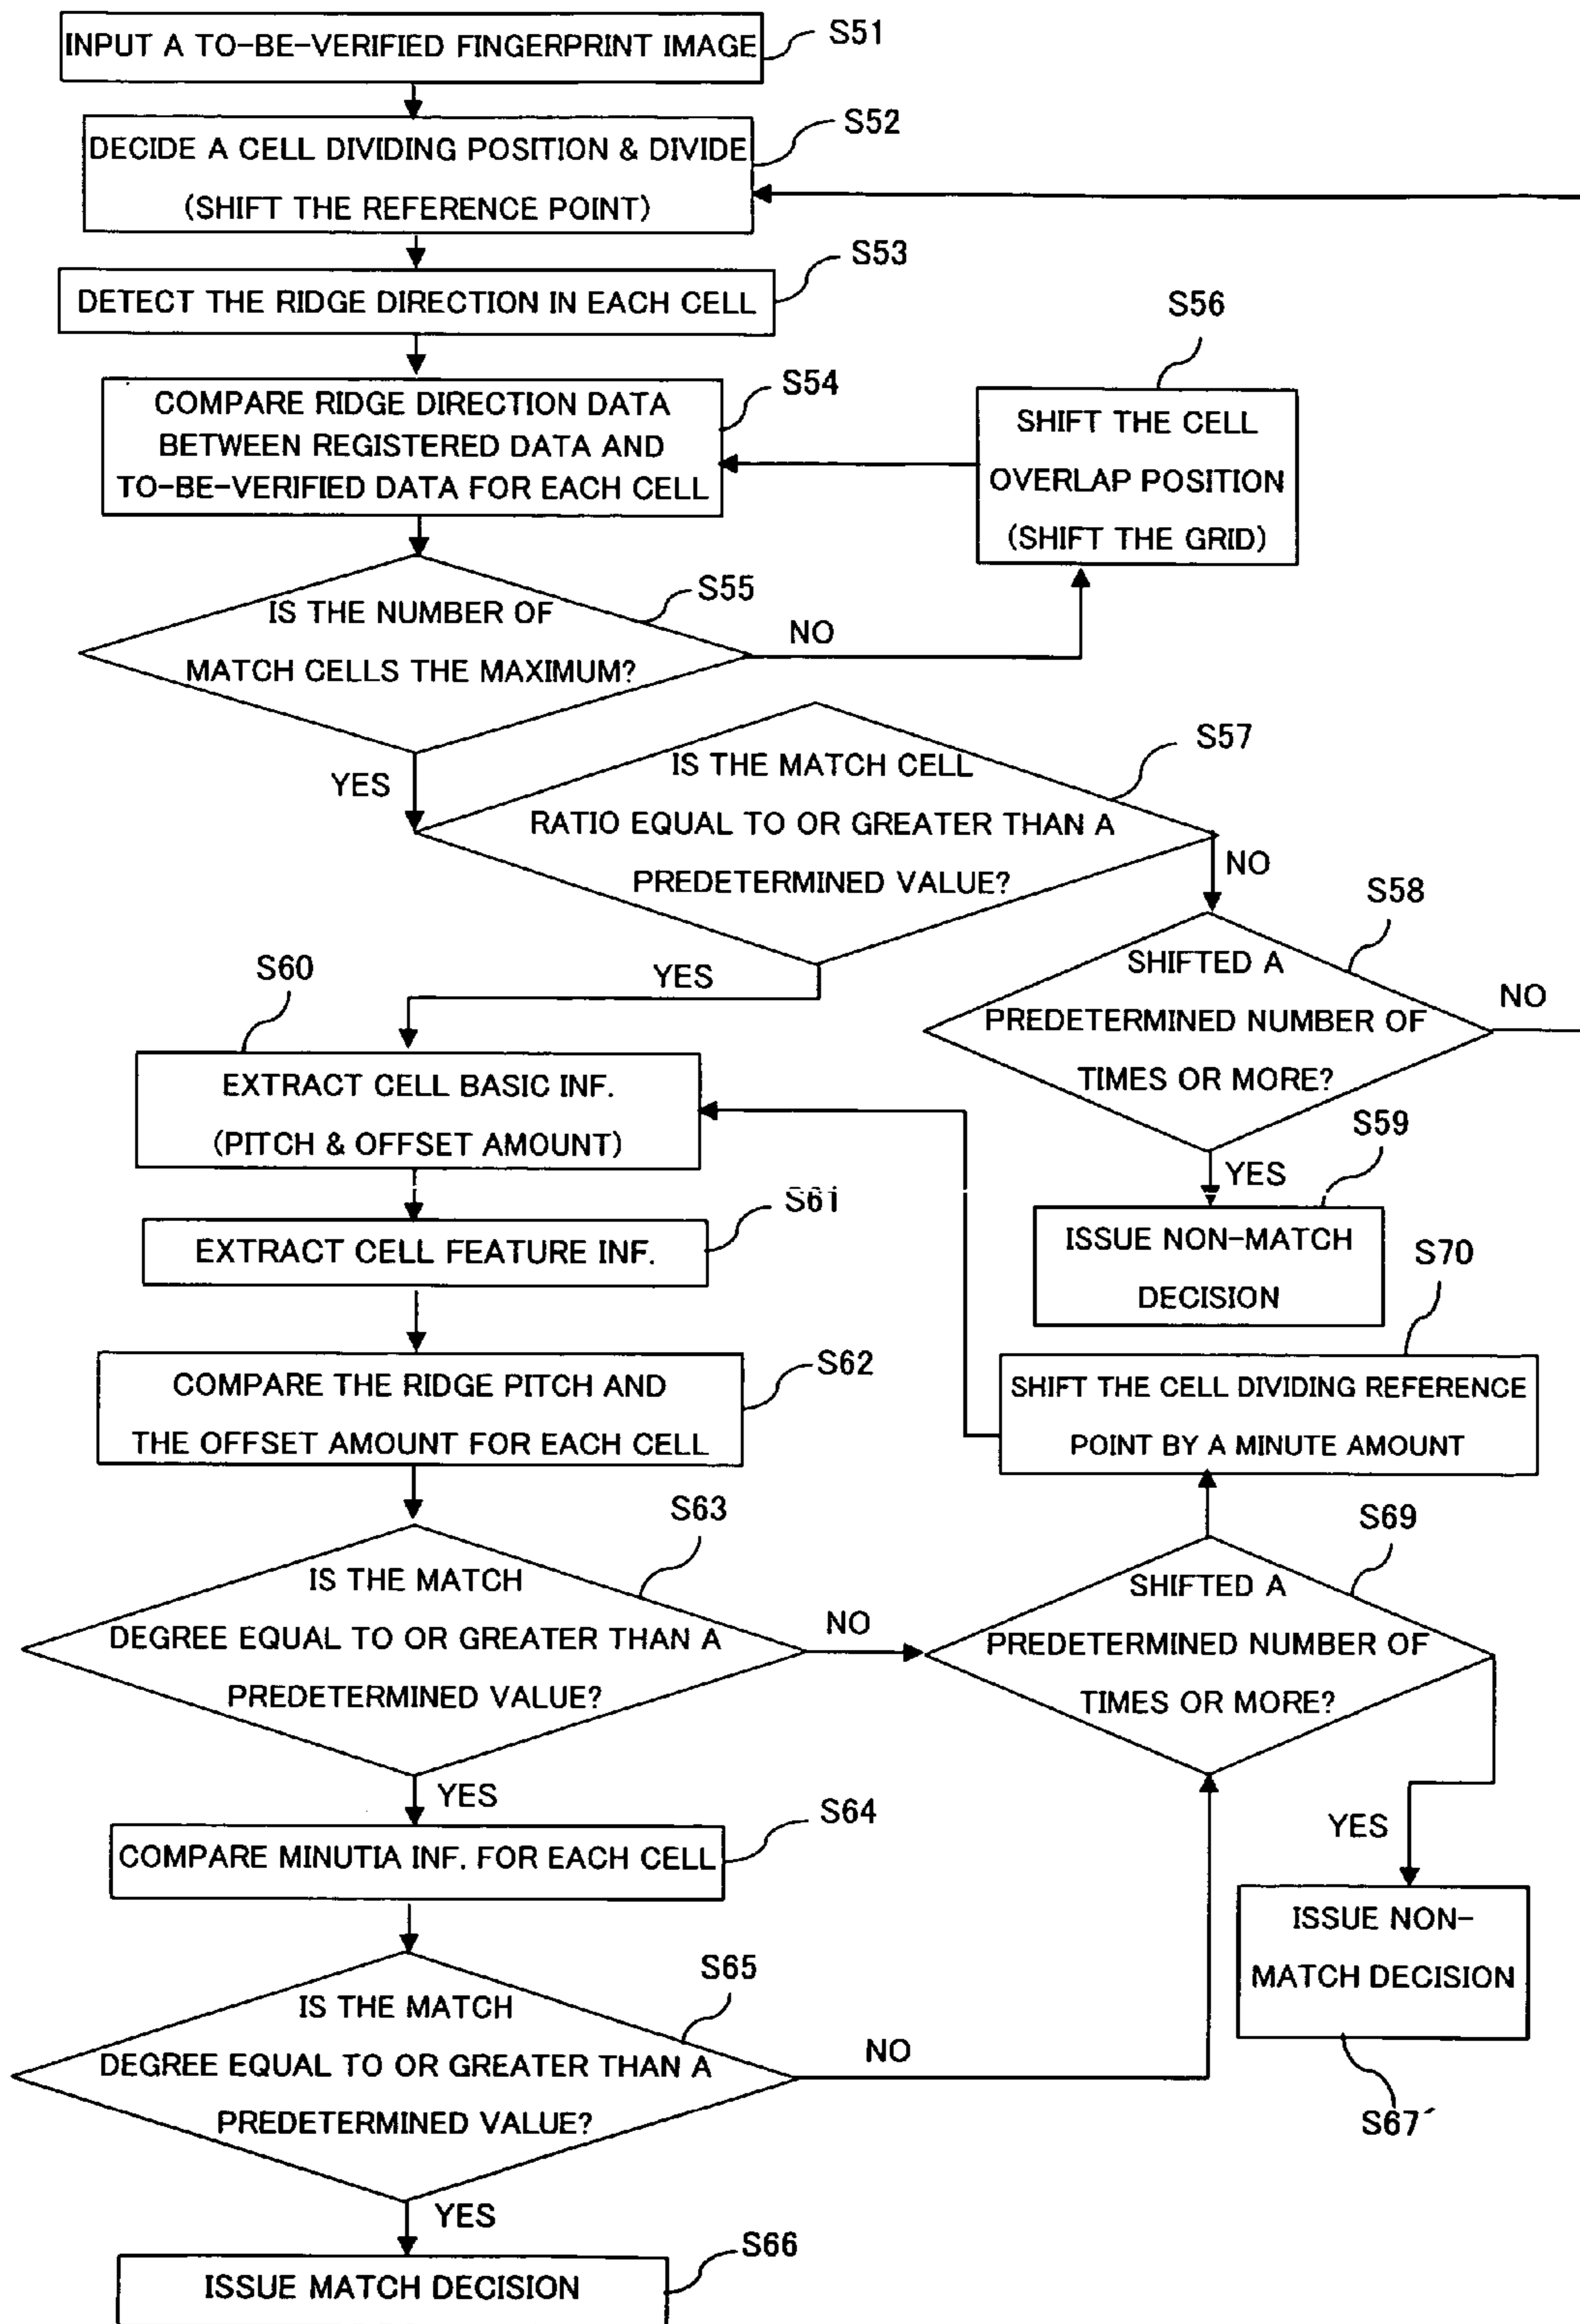 INPUT A TO-BE-VERIFIED FINGERPRINT IMAGE
S51
DECIDE A CELL DIVIDING POSITION & DIVIDE
(SHIFT THE REFERENCE POINT)
S52
DETECT THE RIDGE DIRECTION IN EACH CELL
S53
COMPARE RIDGE DIRECTION DATA
BETWEEN REGISTERED DATA AND
TO-BE-VERIFIED DATA FOR EACH CELL
S54
S56
SHIFT THE CELL
OVERLAP POSITION
(SHIFT THE GRID)
IS THE NUMBER OF
MATCH CELLS THE MAXIMUM?
S55
NO
YES
IS THE MATCH CELL
RATIO EQUAL TO OR GREATER THAN A
PREDETERMINED VALUE?
S57
NO
YES
S58
SHIFTED A
PREDETERMINED NUMBER OF
TIMES OR MORE?
NO
YES
S59
ISSUE NON-MATCH
DECISION
S60
EXTRACT CELL BASIC INF.
(PITCH & OFFSET AMOUNT)
S61
EXTRACT CELL FEATURE INF.
S62
COMPARE THE RIDGE PITCH AND
THE OFFSET AMOUNT FOR EACH CELL
S70
SHIFT THE CELL DIVIDING REFERENCE
POINT BY A MINUTE AMOUNT
S63
IS THE MATCH
DEGREE EQUAL TO OR GREATER THAN A
PREDETERMINED VALUE?
NO
YES
S69
SHIFTED A
PREDETERMINED NUMBER OF
TIMES OR MORE?
YES
S64
COMPARE MINUTIA INF. FOR EACH CELL
ISSUE NON-
MATCH DECISION
S67´
S65
IS THE MATCH
DEGREE EQUAL TO OR GREATER THAN A
PREDETERMINED VALUE?
NO
YES
S66
ISSUE MATCH DECISION